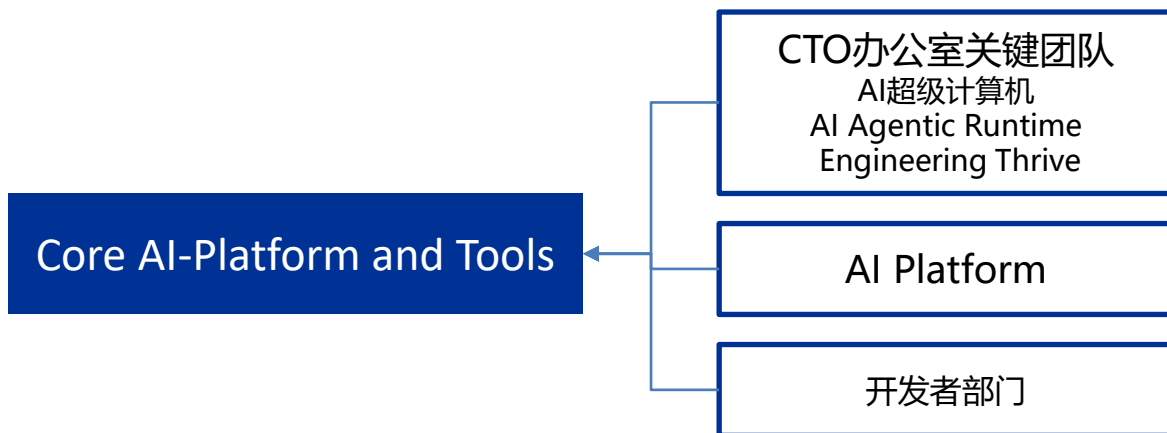 CTO办公室关键团队
AI超级计算机
AI Agentic Runtime
Engineering Thrive
Core AI-Platform and Tools
AI Platform
开发者部门